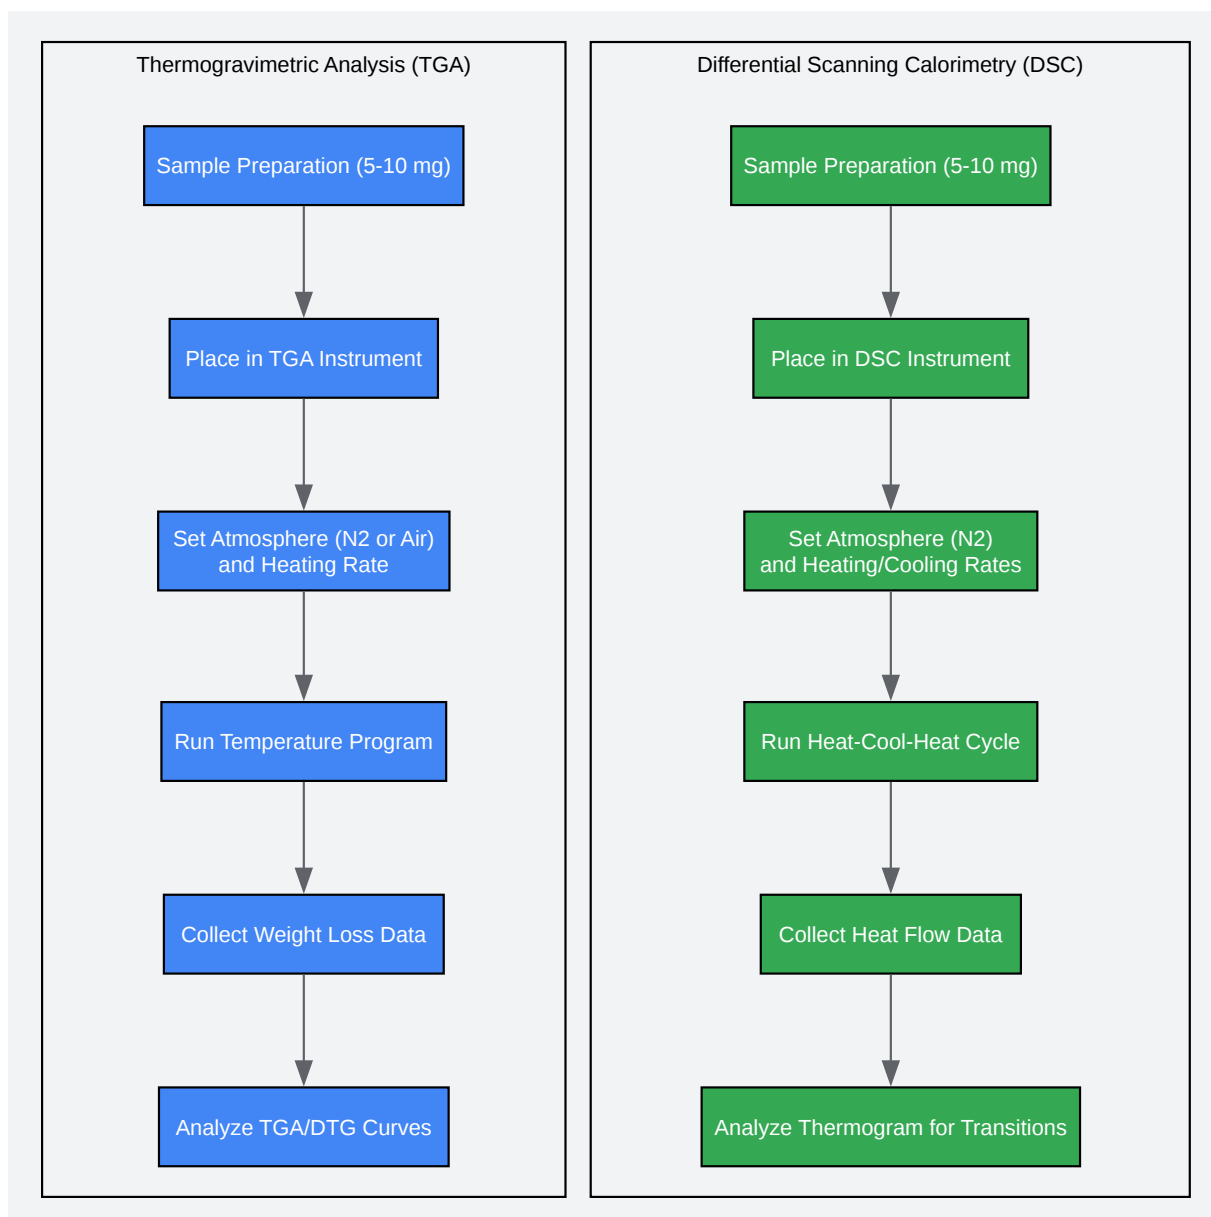 Thermogravimetric Analysis (TGA)
Sample Preparation (5-10 mg)
Place in TGA Instrument
Set Atmosphere (N2 or Air)
and Heating Rate
Run Temperature Program
Collect Weight Loss Data
Analyze TGA/DTG Curves
Differential Scanning Calorimetry (DSC)
Sample Preparation (5-10 mg)
Place in DSC Instrument
Set Atmosphere (N2)
and Heating/Cooling Rates
Run Heat-Cool-Heat Cycle
Collect Heat Flow Data
Analyze Thermogram for Transitions